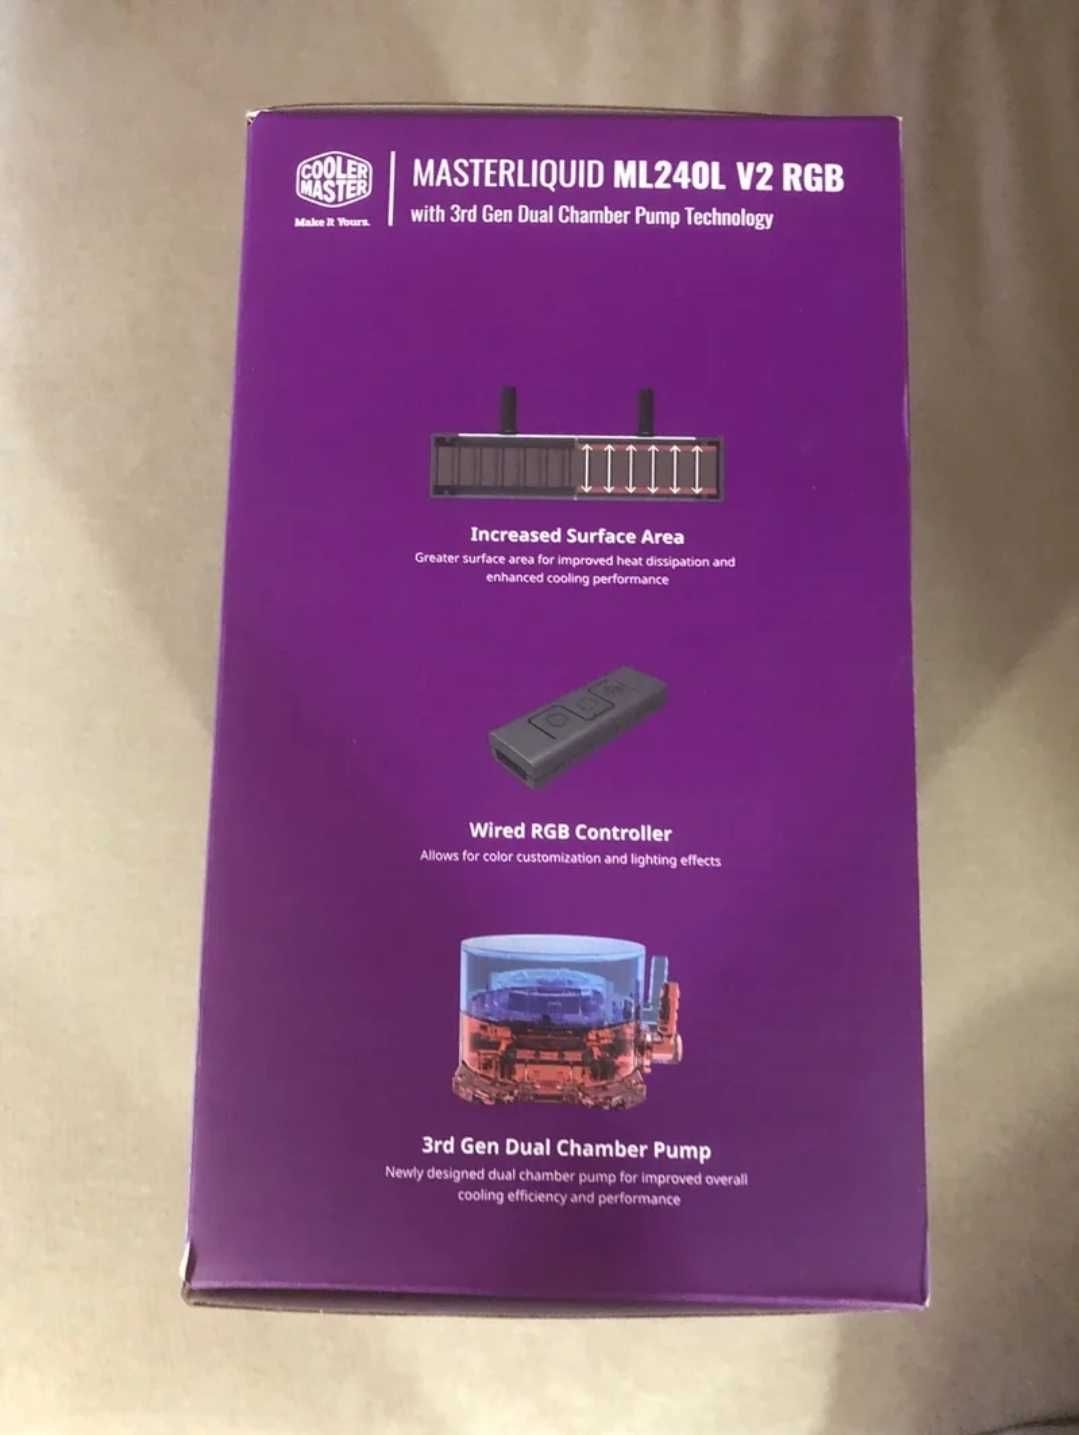 COOLER
MASTER
Make It Yours.
MASTERLIQUID ML240L V2 RGB
with 3rd Gen Dual Chamber Pump Technology
Increased Surface Area
Greater surface area for improved heat dissipation and
enhanced cooling performance
Wired RGB Controller
Allows for color customization and lighting effects
3rd Gen Dual Chamber Pump
Newly designed dual chamber pump for improved overall
cooling efficiency and performance